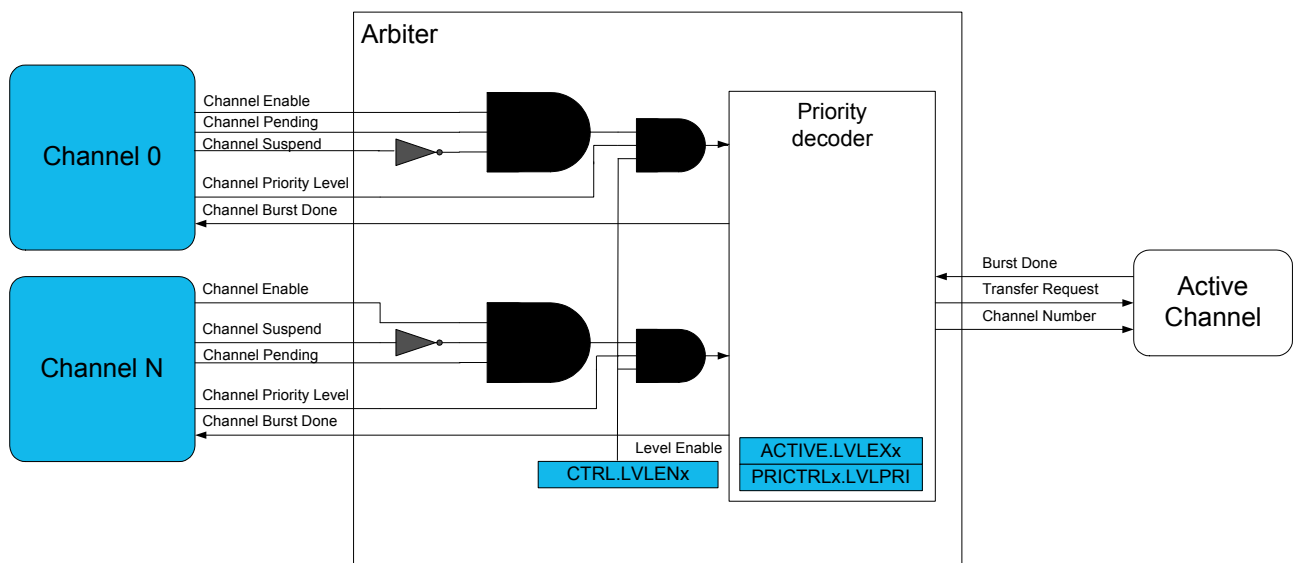 Arbiter
Channel 0
Channel Enable
Channel Pending
Channel Suspend
Channel Priority Level
Channel Burst Done
Priority
decoder
Channel N
Channel Enable
Channel Suspend
Channel Pending
Channel Priority Level
Channel Burst Done
Level Enable
CTRL.LVLENx
ACTIVE.LVLEXx
PRICTRLx.LVLPRI
Burst Done
Transfer Request
Channel Number
Active
Channel